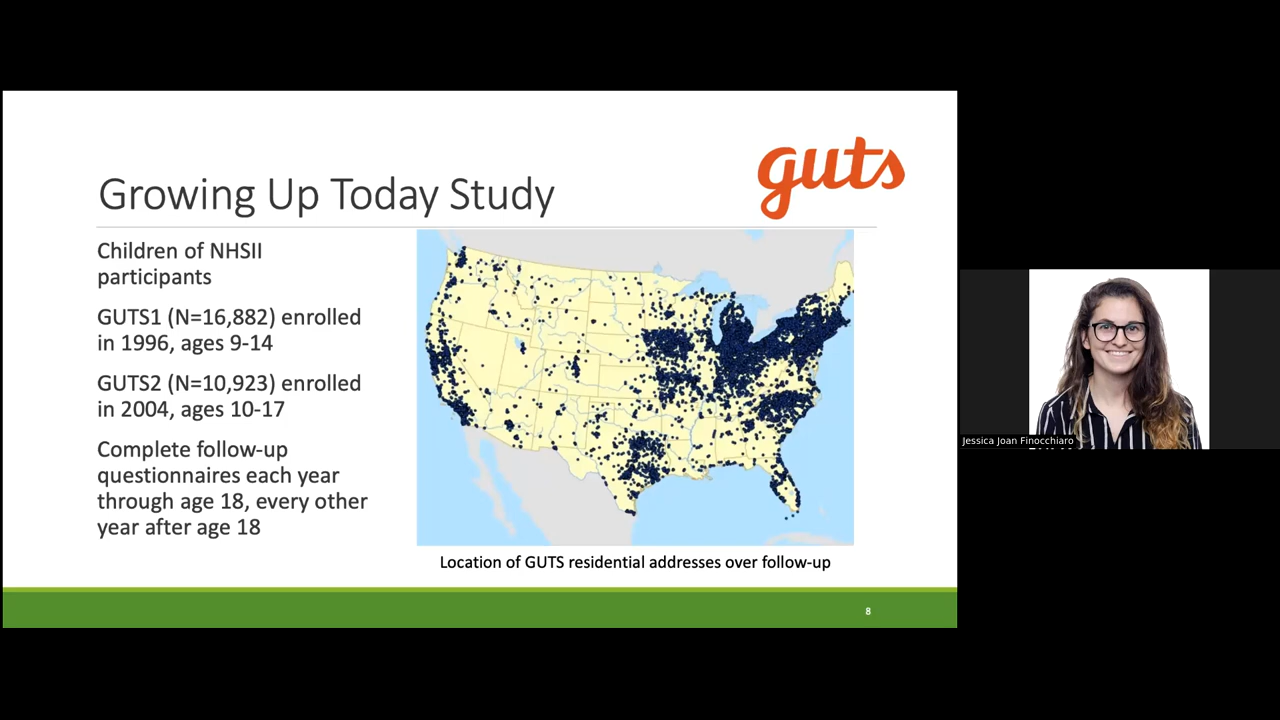 guts
Growing Up Today Study
Children of NHSII
participants
GUTS1 (N=16,882) enrolled
in 1996, ages 9-14
GUTS2 (N=10,923) enrolled
in 2004, ages 10-17
Complete follow-up
questionnaires each year
through age 18, every other
year after age 18
Location of GUTS residential addresses over follow-up
8
Jessica Joan Finocchiaro